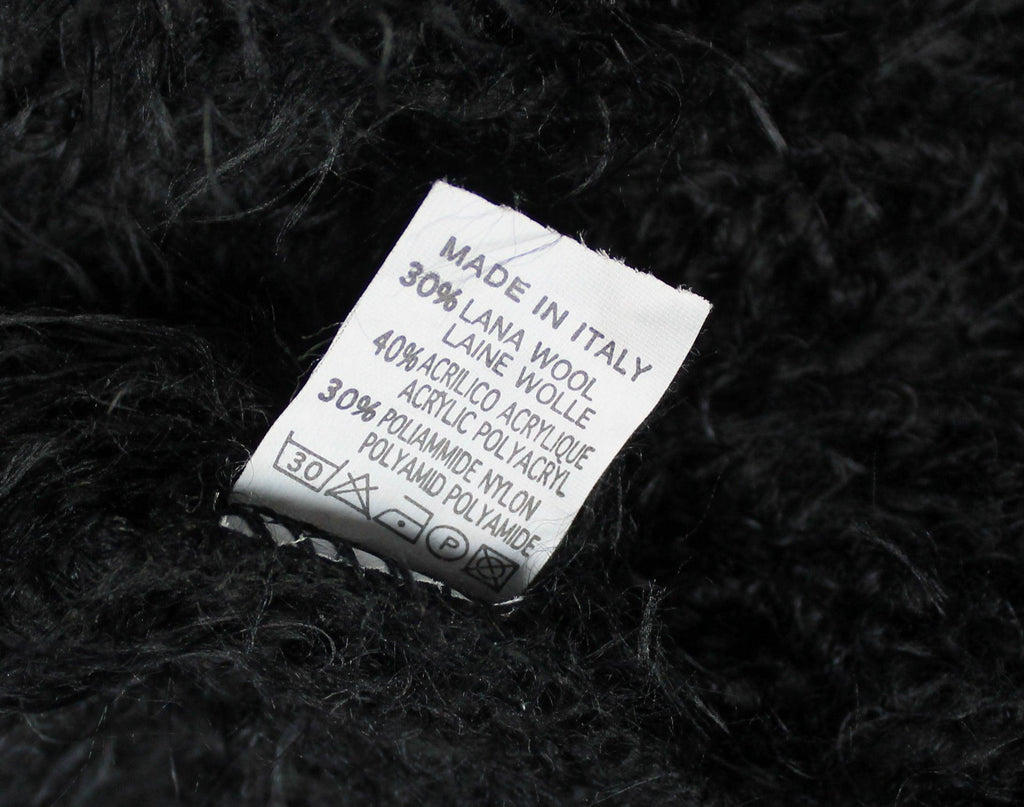 MADE IN ITALY
30% LANA WOOL
LAINE WOLLE
40% ACRILICO ACRYLIQUE
ACRYLIC POLYACRYL
30% POLIAMMIDE NYLON
POLYAMID POLYAMIDE
30 P